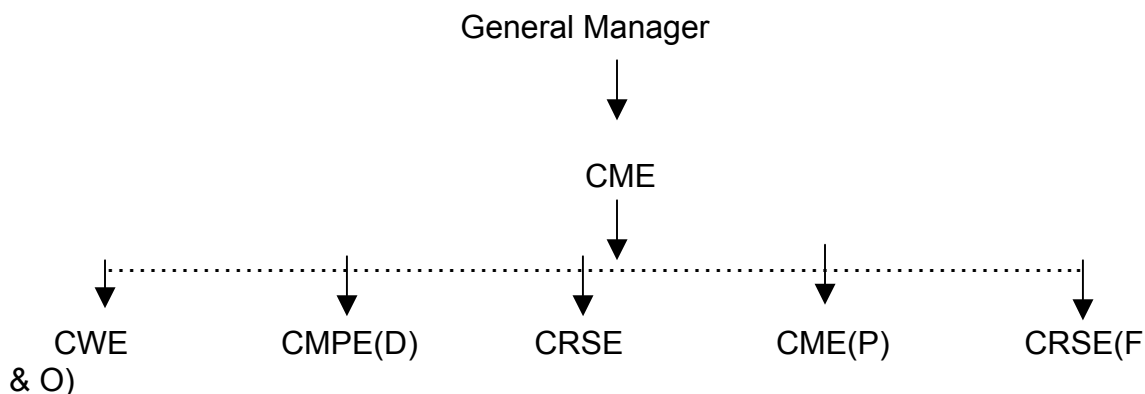 General Manager
CME
CWE CMPE(D) CRSE CME(P) CRSE(F
& O)